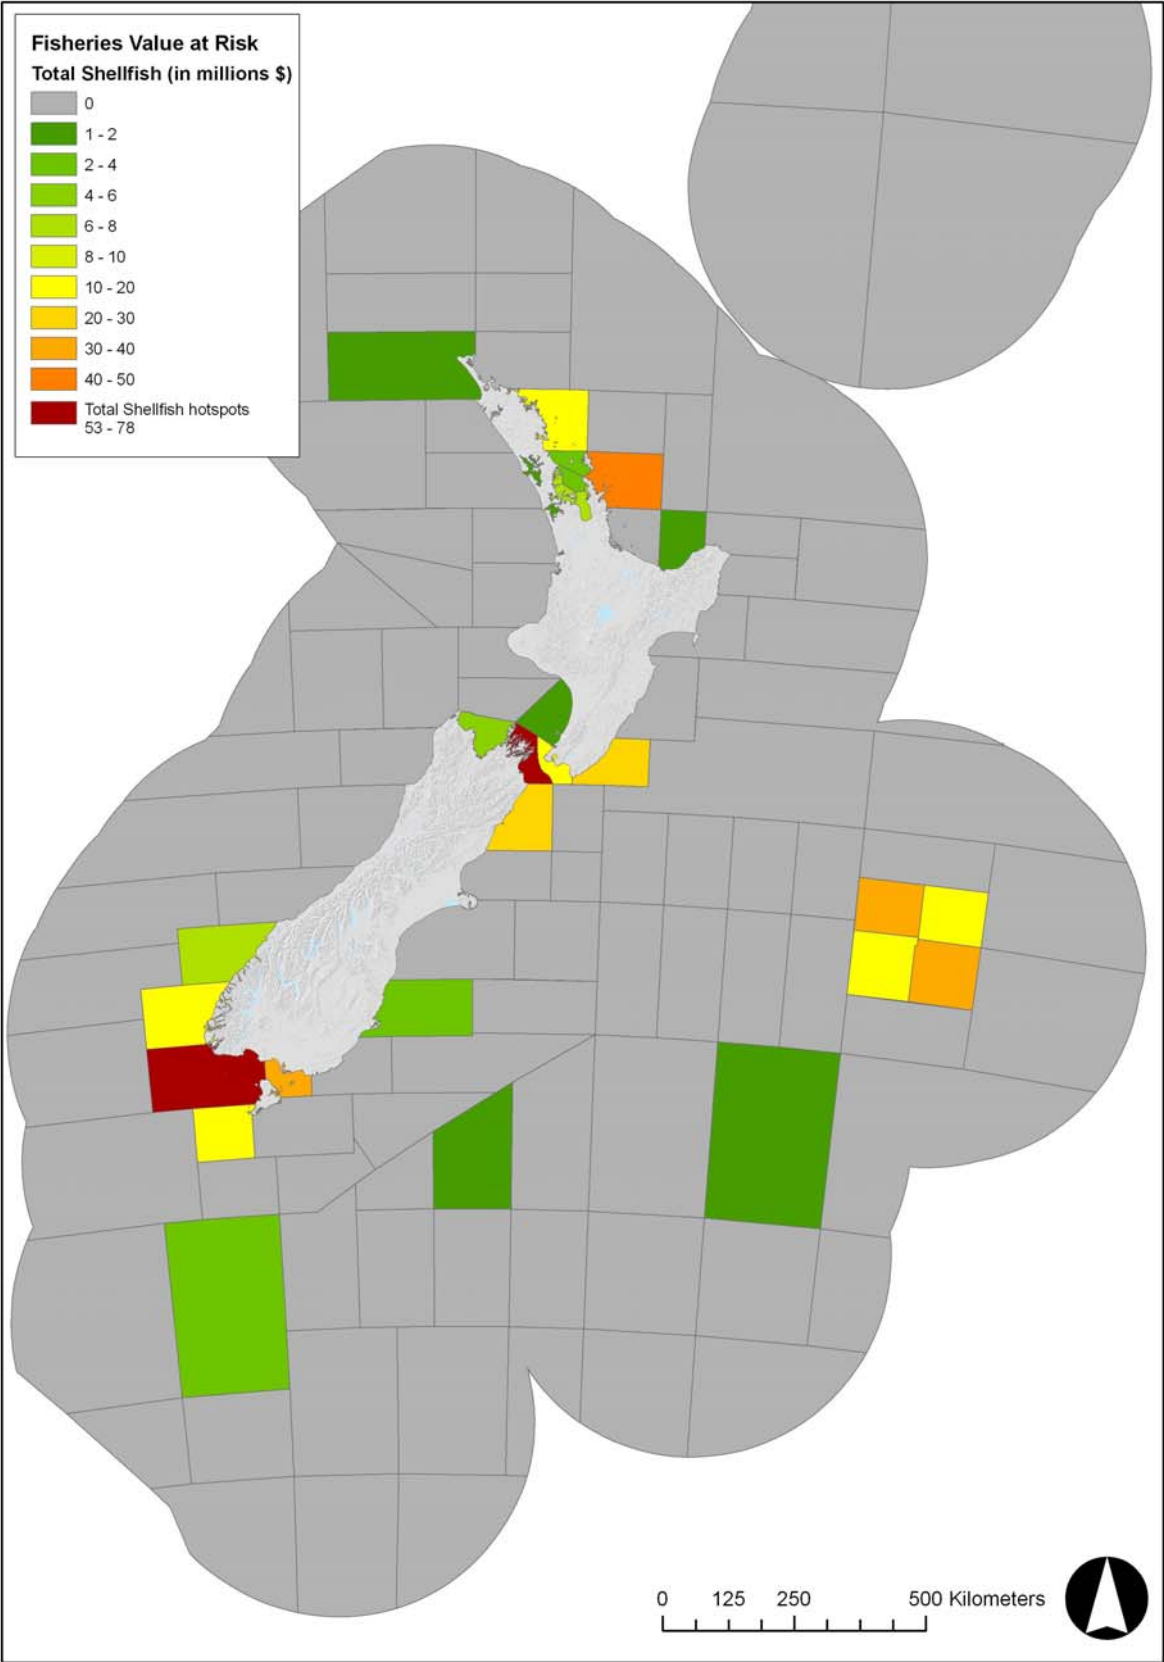 Fisheries Value at Risk
Total Shellfish (in millions $)
0
1 - 2
2 - 4
4 - 6
6 - 8
8 - 10
10 - 20
20 - 30
30 - 40
40 - 50
Total Shellfish hotspots
53 - 78
0 125 250 500 Kilometers